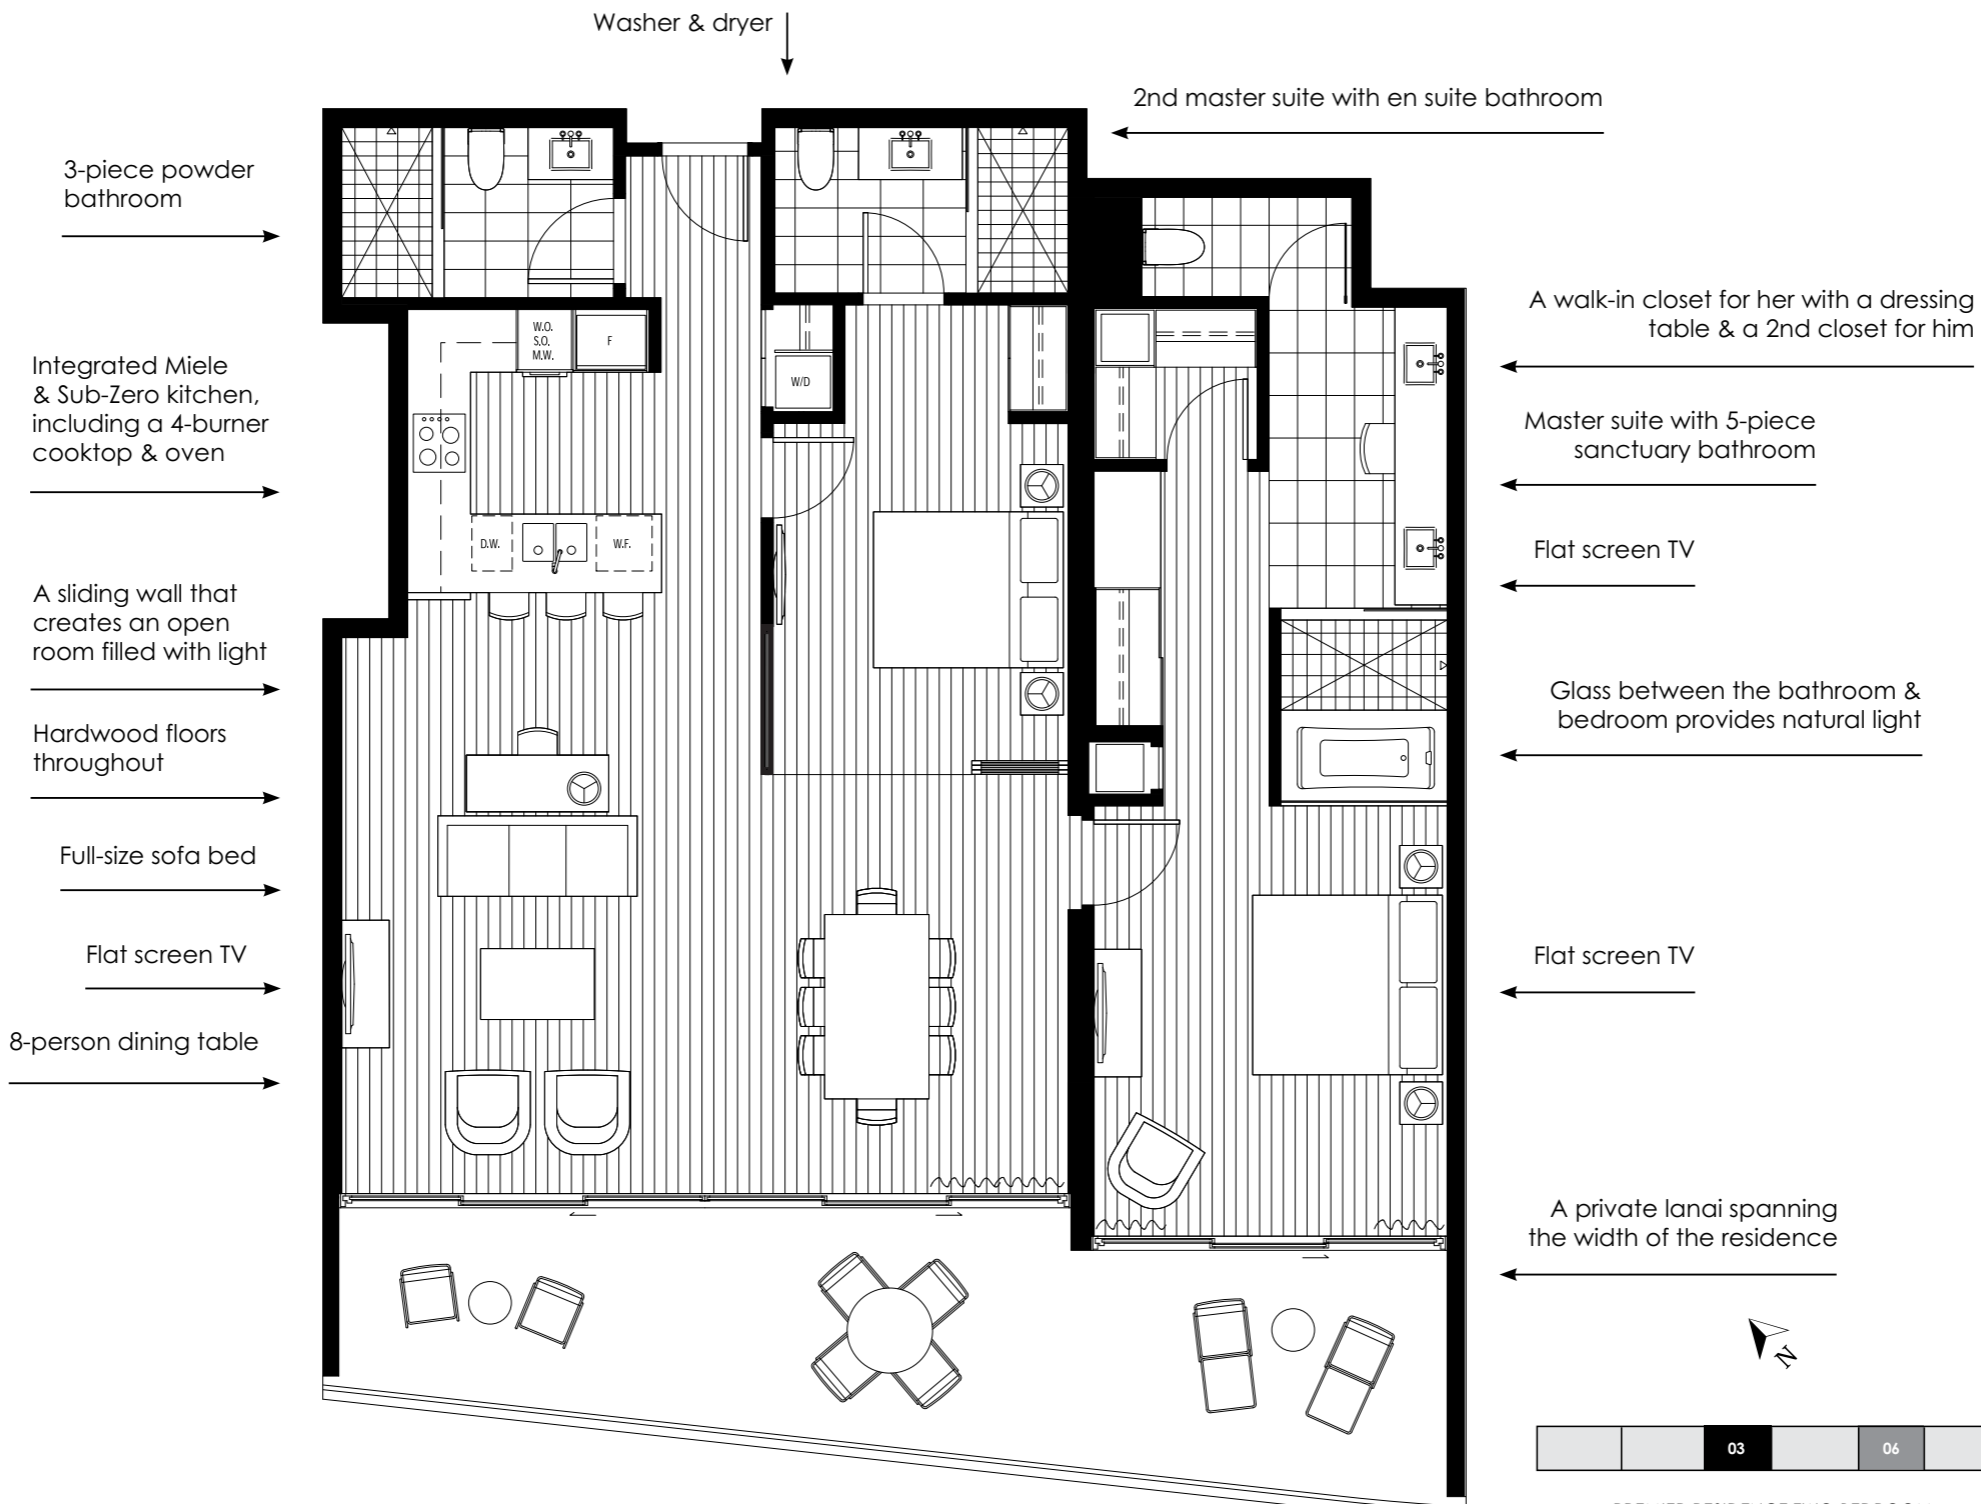 Washer & dryer
2nd master suite with en suite bathroom
3-piece powder
bathroom
Integrated Miele
& Sub-Zero kitchen,
including a 4-burner
cooktop & oven
A sliding wall that
creates an open
room filled with light
Hardwood floors
throughout
Full-size sofa bed
Flat screen TV
8-person dining table
W.O.
S.O.
M.W.
F
W/D
D.W.
W.F.
A walk-in closet for her with a dressing
table & a 2nd closet for him
Master suite with 5-piece
sanctuary bathroom
Flat screen TV
Glass between the bathroom &
bedroom provides natural light
Flat screen TV
A private lanai spanning
the width of the residence
N
03
06